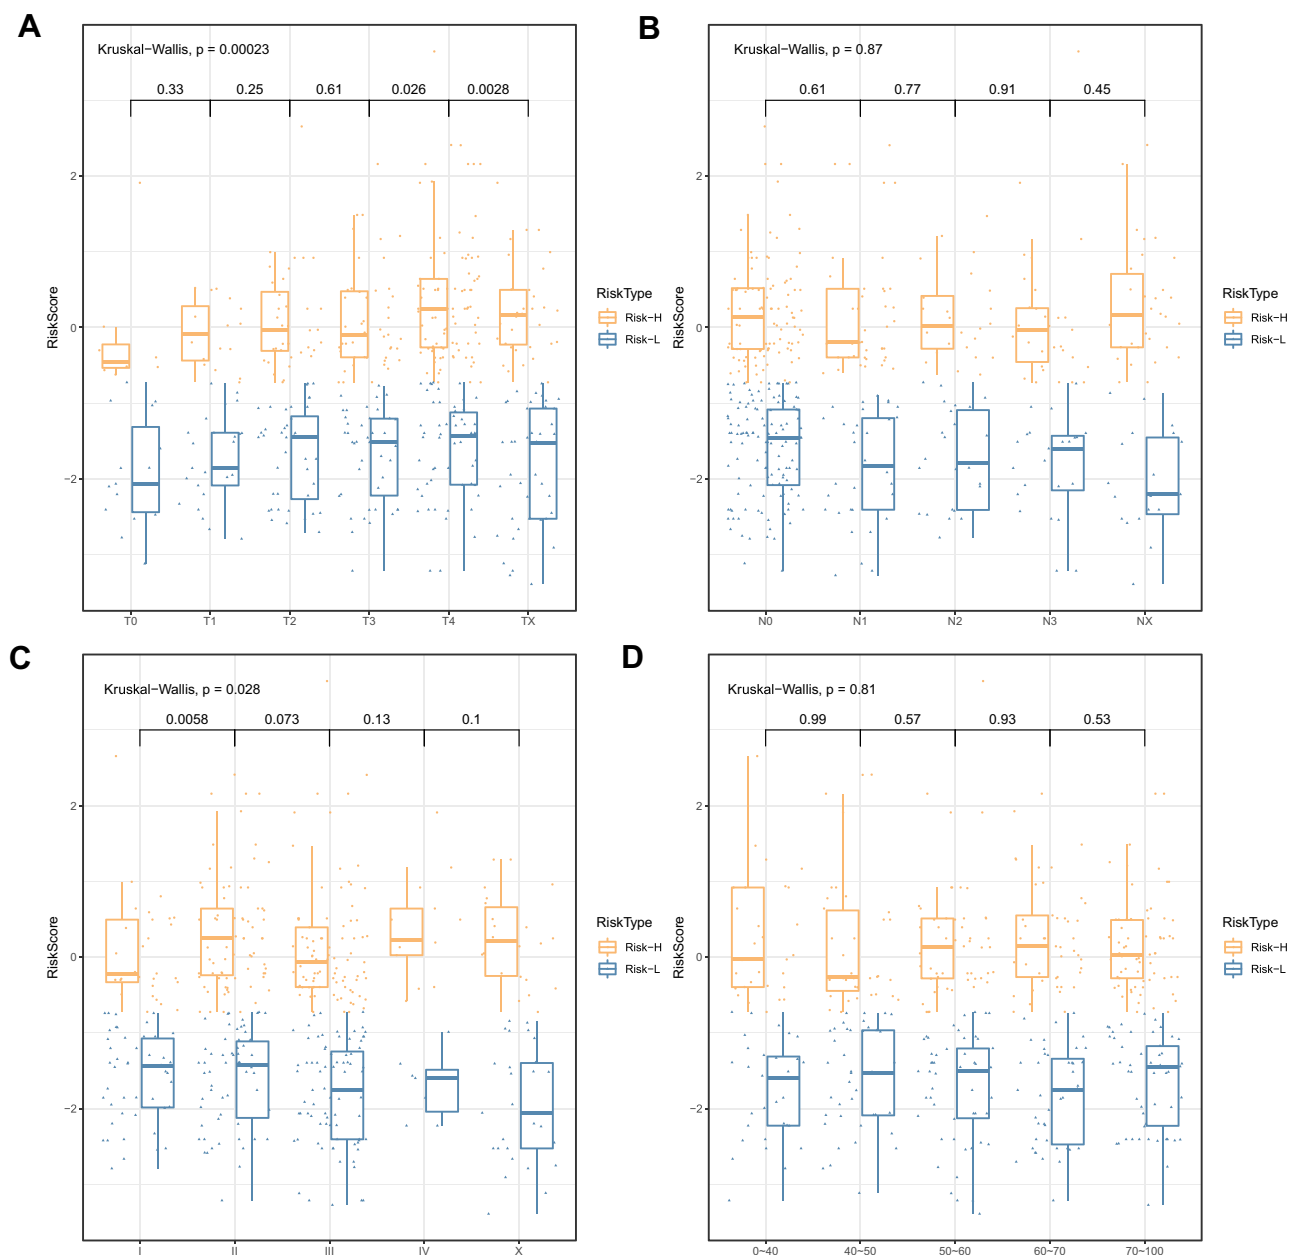 A
Kruskal−Wallis, p = 0.00023
0.33 0.25 0.61 0.026 0.0028
2
0
−2
RiskScore
T0 T1 T2 T3 T4 TX
RiskType
Risk−H
Risk−L
B
Kruskal−Wallis, p = 0.87
0.61 0.77 0.91 0.45
2
0
−2
RiskScore
N0 N1 N2 N3 NX
RiskType
Risk−H
Risk−L
C
Kruskal−Wallis, p = 0.028
0.0058 0.073 0.13 0.1
2
0
−2
RiskScore
I II III IV X
RiskType
Risk−H
Risk−L
D
Kruskal−Wallis, p = 0.81
0.99 0.57 0.93 0.53
2
0
−2
RiskScore
0~40 40~50 50~60 60~70 70~100
RiskType
Risk−H
Risk−L